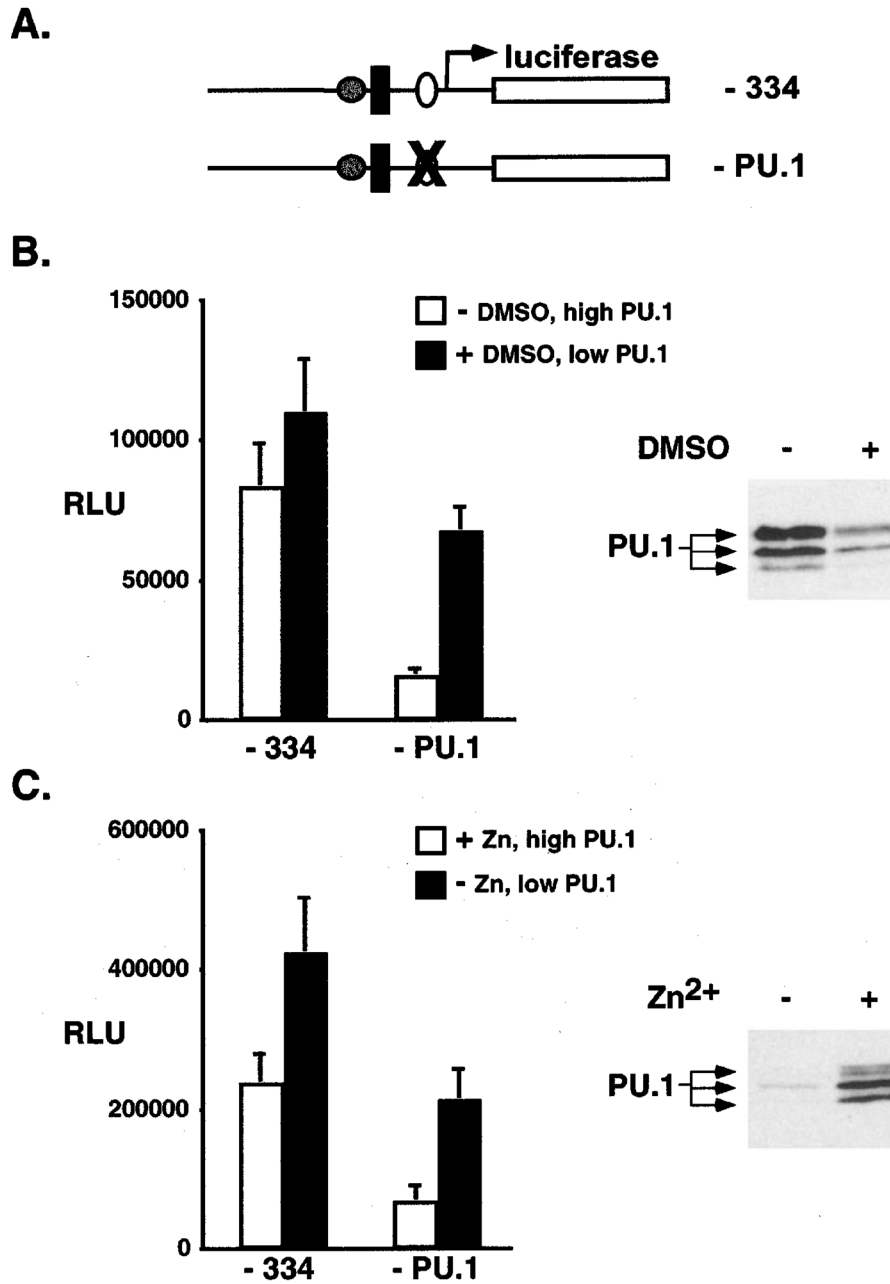 A.
luciferase
- 334
- PU.1
B.
150000
100000
RLU
50000
0
- DMSO, high PU.1
+ DMSO, low PU.1
- 334
- PU.1
DMSO - +
PU.1
C.
600000
400000
RLU
200000
0
+ Zn, high PU.1
- Zn, low PU.1
- 334
- PU.1
Zn2+ - +
PU.1